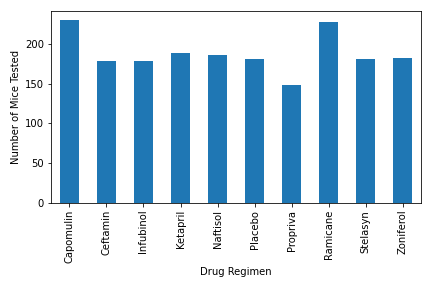 Number of Mice Tested
200
150
100
50
0
Capomulin
Ceftamin
Infubinol
Ketapril
Naftisol
Placebo
Propriva
Ramicane
Stelasyn
Zoniferol
Drug Regimen